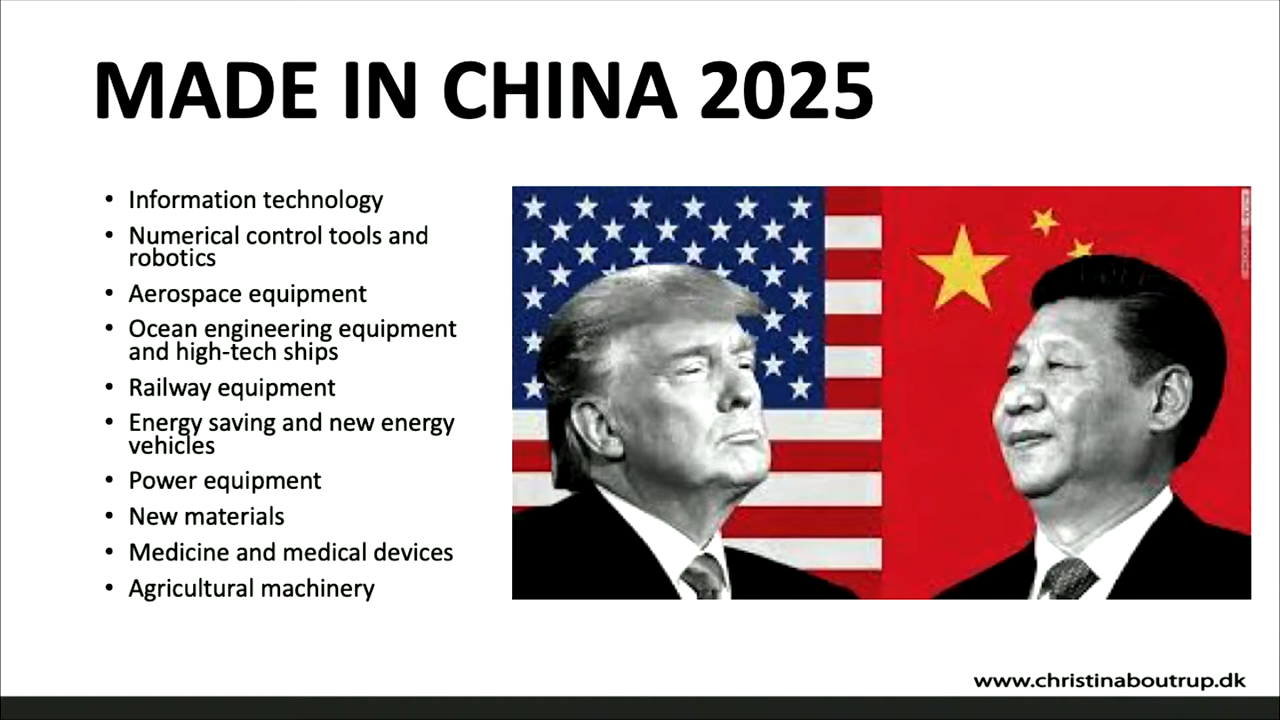 MADE IN CHINA 2025
• Information technology
• Numerical control tools and
robotics
• Aerospace equipment
• Ocean engineering equipment
and high-tech ships
• Railway equipment
• Energy saving and new energy
vehicles
• Power equipment
• New materials
• Medicine and medical devices
• Agricultural machinery
www.christinaboutrup.dk